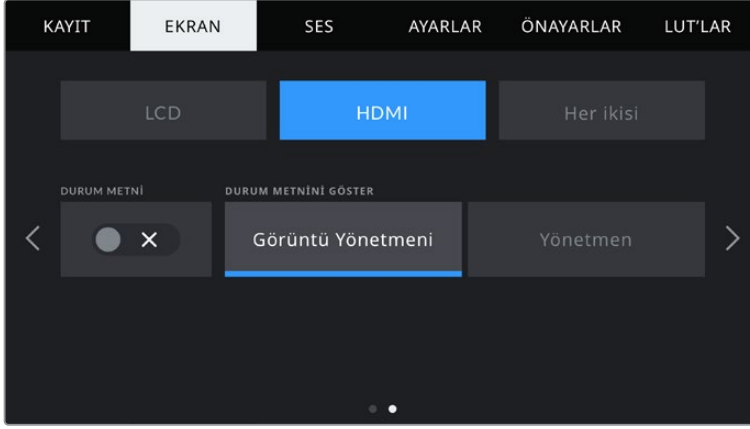 KAYIT EKRAN SES AYARLAR ÖNAYARLAR LUT'LAR
LCD HDMI Her ikisi
DURUM METNİ DURUM METNİNİ GÖSTER
Görüntü Yönetmeni Yönetmen